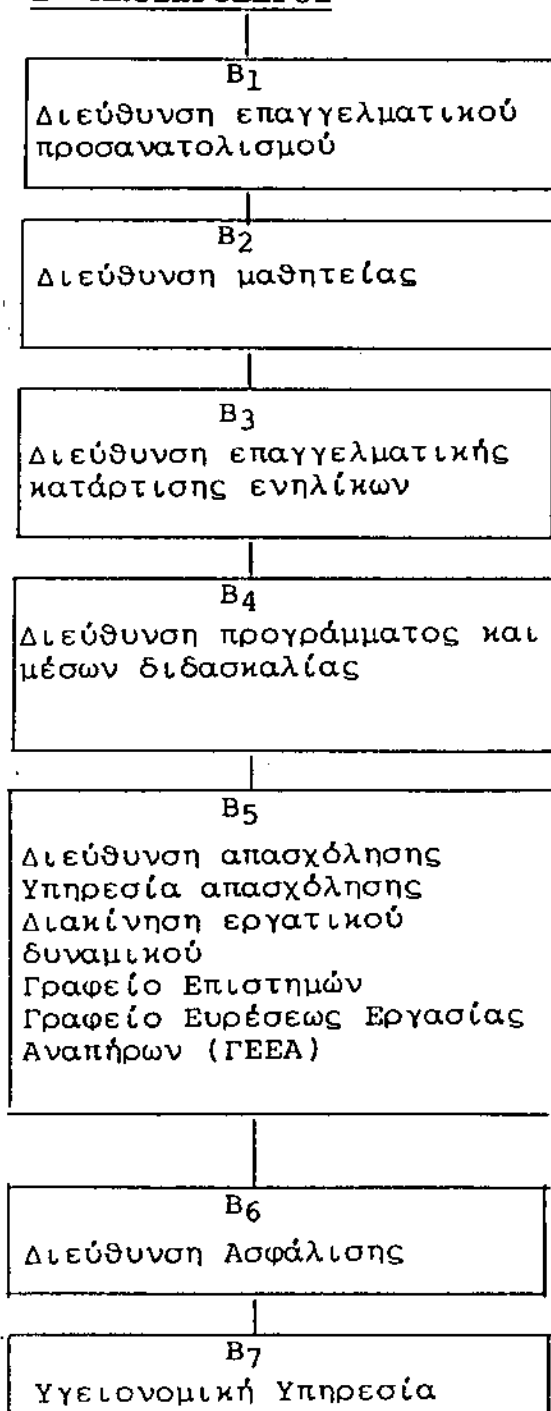 B1
Διεύθυνση επαγγελματικού
προσανατολισμού
B2
Διεύθυνση μαθητείας
B3
Διεύθυνση επαγγελματικής
κατάρτισης ενηλίκων
B4
Διεύθυνση προγράμματος και
μέσων διδασκαλίας
B5
Διεύθυνση απασχόλησης
Υπηρεσία απασχόλησης
Διακίνηση εργατικού
δυναμικού
Γραφείο Επιστημών
Γραφείο Ευρέσεως Εργασίας
Αναπήρων (ΓΕΕΑ)
B6
Διεύθυνση Ασφάλισης
B7
Υγειονομική Υπηρεσία